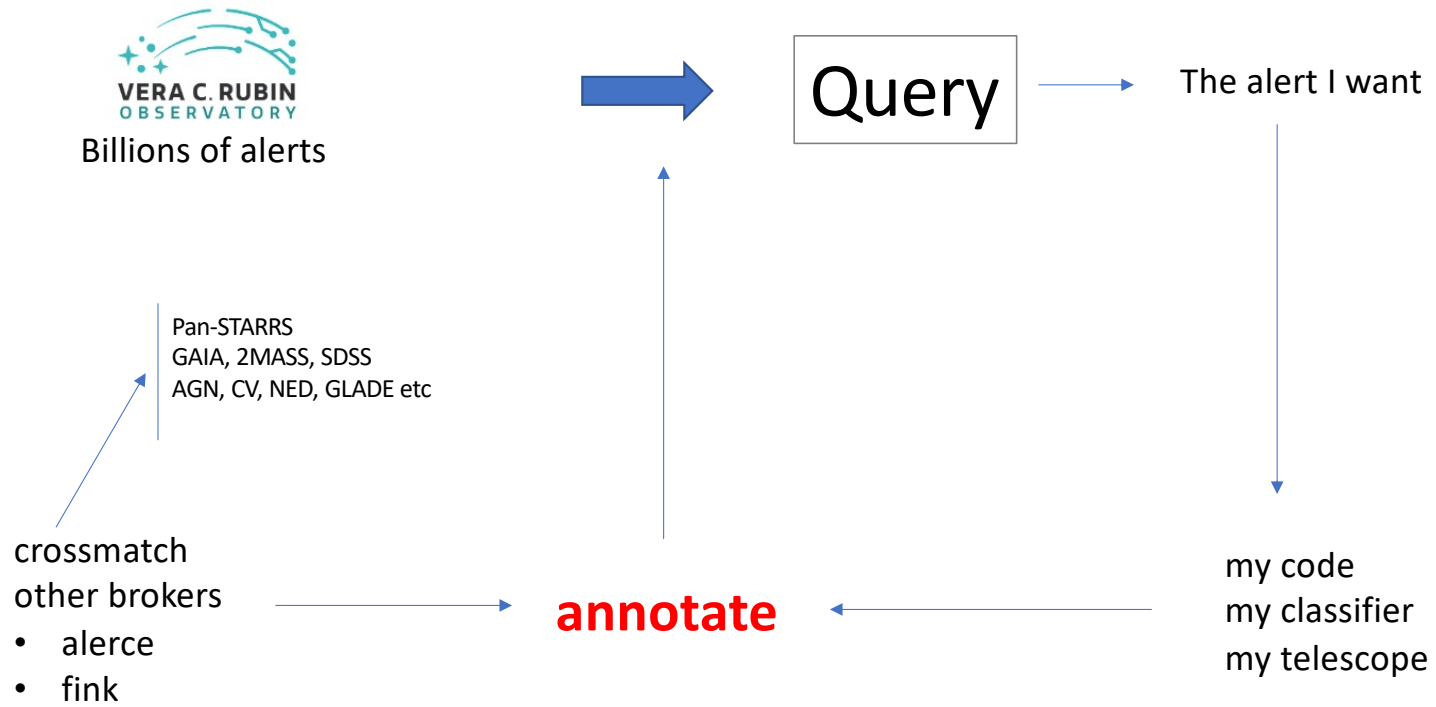 VERA C. RUBIN
OBSERVATORY
Billions of alerts
Query
The alert I want
Pan-STARRS
GAIA, 2MASS, SDSS
AGN, CV, NED, GLADE etc
crossmatch
other brokers
• alerce
• fink
annotate
my code
my classifier
my telescope